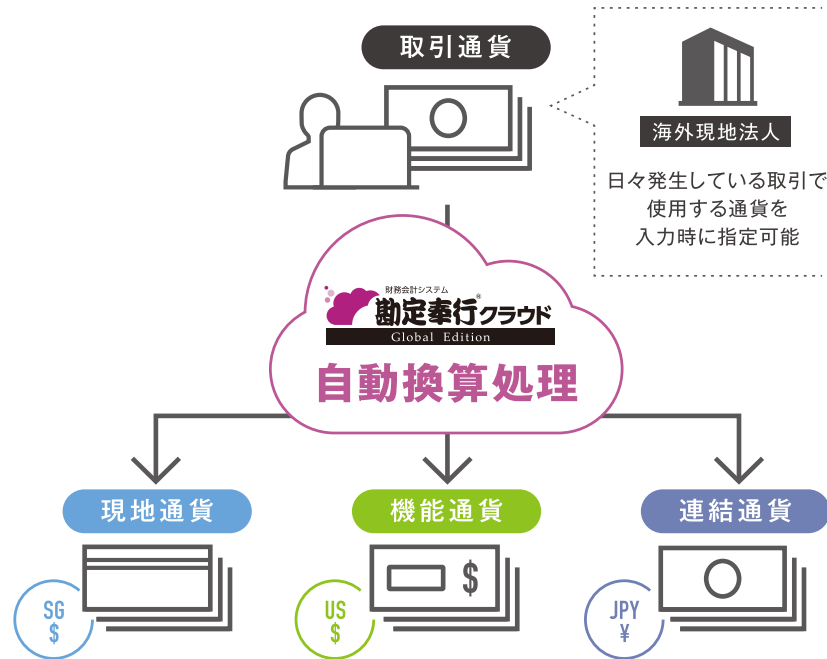 取引通貨
海外現地法人
日々発生している取引で
使用する通貨を
入力時に指定可能
財務会計システム
勘定奉行®クラウド
Global Edition
自動換算処理
現地通貨
機能通貨
連結通貨
SG
$
US
$
$
JPY
¥